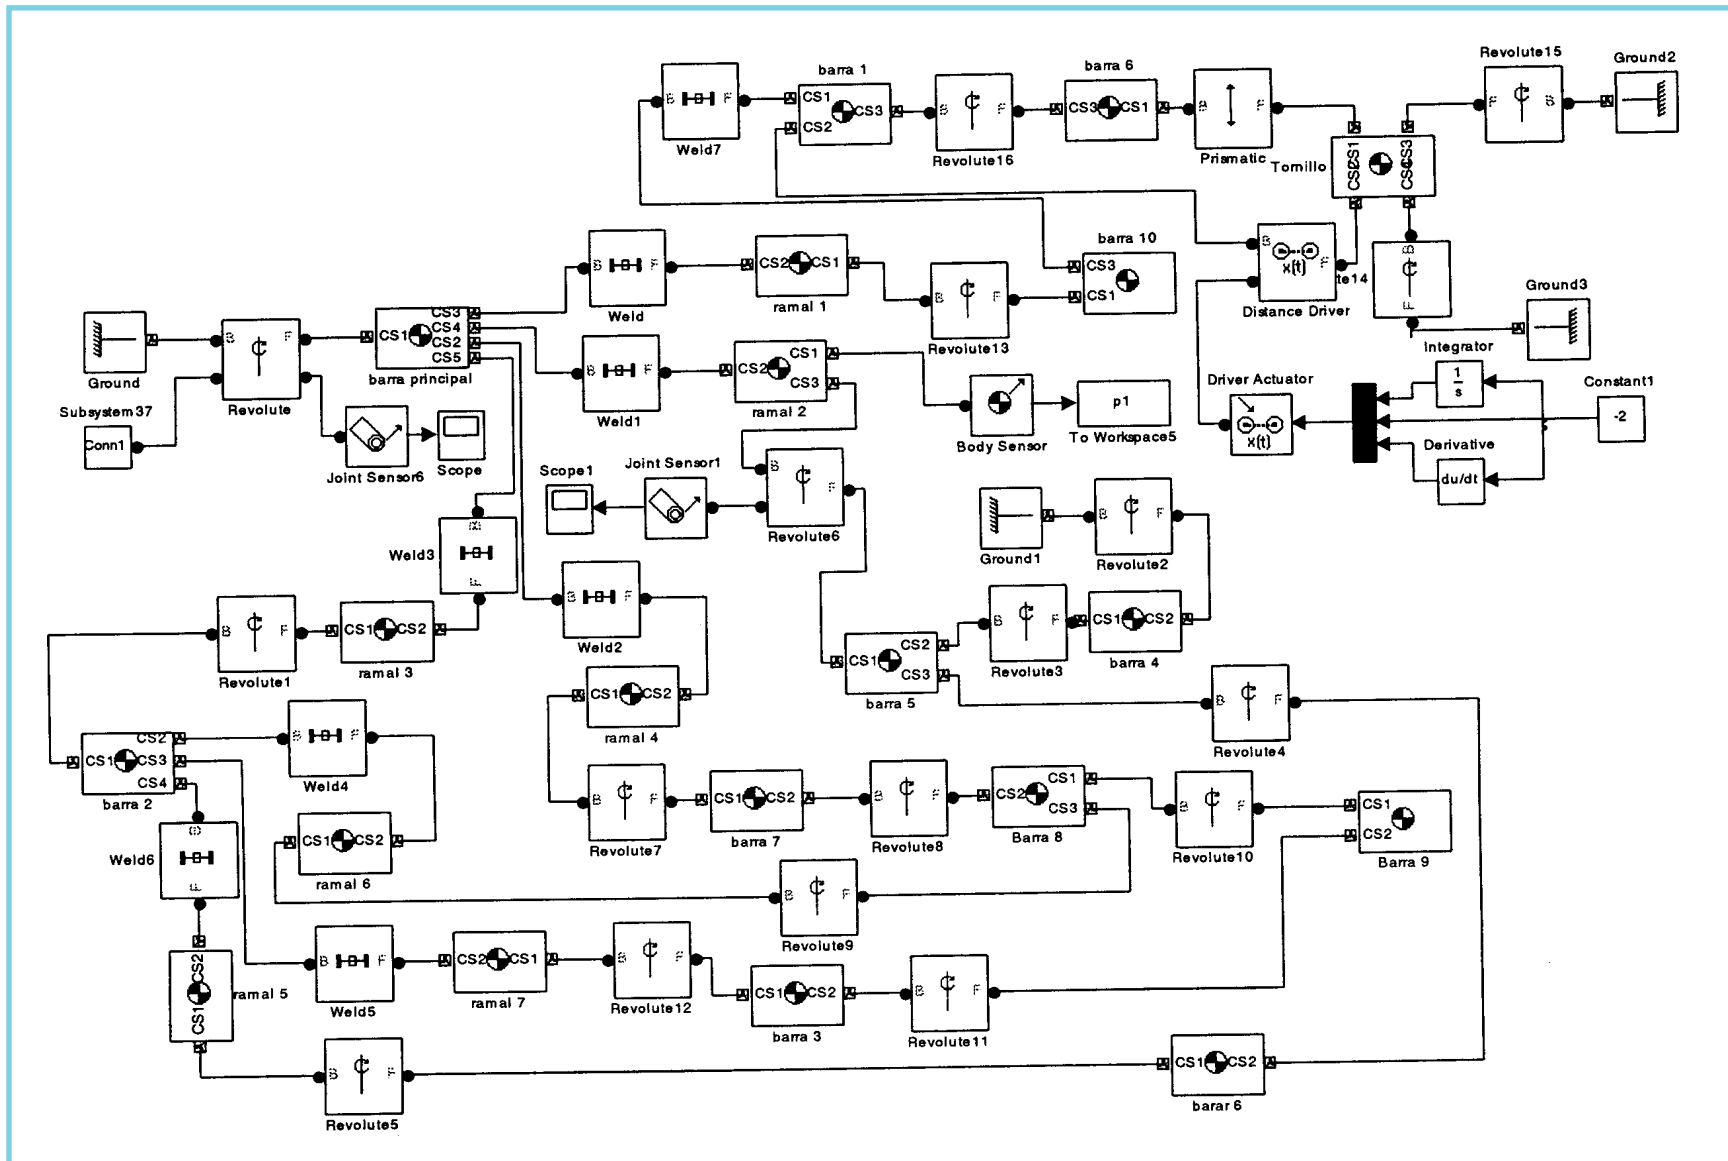 barra 1
barra 6
Revolute15
Ground2
B F
CS1 CS3
CS2
B F
CS3 CS1
B F
F B
Weld7
Revolute16
Prismatic
Tornillo
CS2 CS1
CS4 CS3
barra 10
B F
CS2 CS1
B F
CS3
CS1
B
F
x(t)
te14
B
F
Ground3
Weld
ramal 1
Revolute13
Distance Driver
Ground
B F
Revolute
CS1
CS3
CS4
CS2
CS5
barra principal
B F
Weld1
CS2
CS1
CS3
ramal 2
Integrator
1
s
Constant1
-2
Driver Actuator
x(t)
Derivative
du/dt
Subsystem37
Conn1
Joint Sensor6
Scope
Body Sensor
p1
To Workspace5
Scope1
Joint Sensor1
B F
Revolute6
Ground1
B F
Revolute2
Weld3
B
F
B F
Revolute1
CS1 CS2
ramal 3
B F
Weld2
B F
Revolute3
CS1 CS2
barra 4
CS1
CS2
CS3
barra 5
CS1 CS2
ramal 4
B F
Revolute4
CS1
CS2
CS3
CS4
barra 2
B F
Weld4
B F
Revolute7
CS1 CS2
barra 7
B F
Revolute8
CS2
CS1
CS3
Barra 8
B F
Revolute10
CS1
CS2
Barra 9
Weld6
B
F
CS1 CS2
ramal 6
B F
Revolute9
CS1 CS2
ramal 5
B F
Weld5
CS2 CS1
ramal 7
B F
Revolute12
CS1 CS2
barra 3
B F
Revolute11
B F
Revolute5
CS1 CS2
barar 6